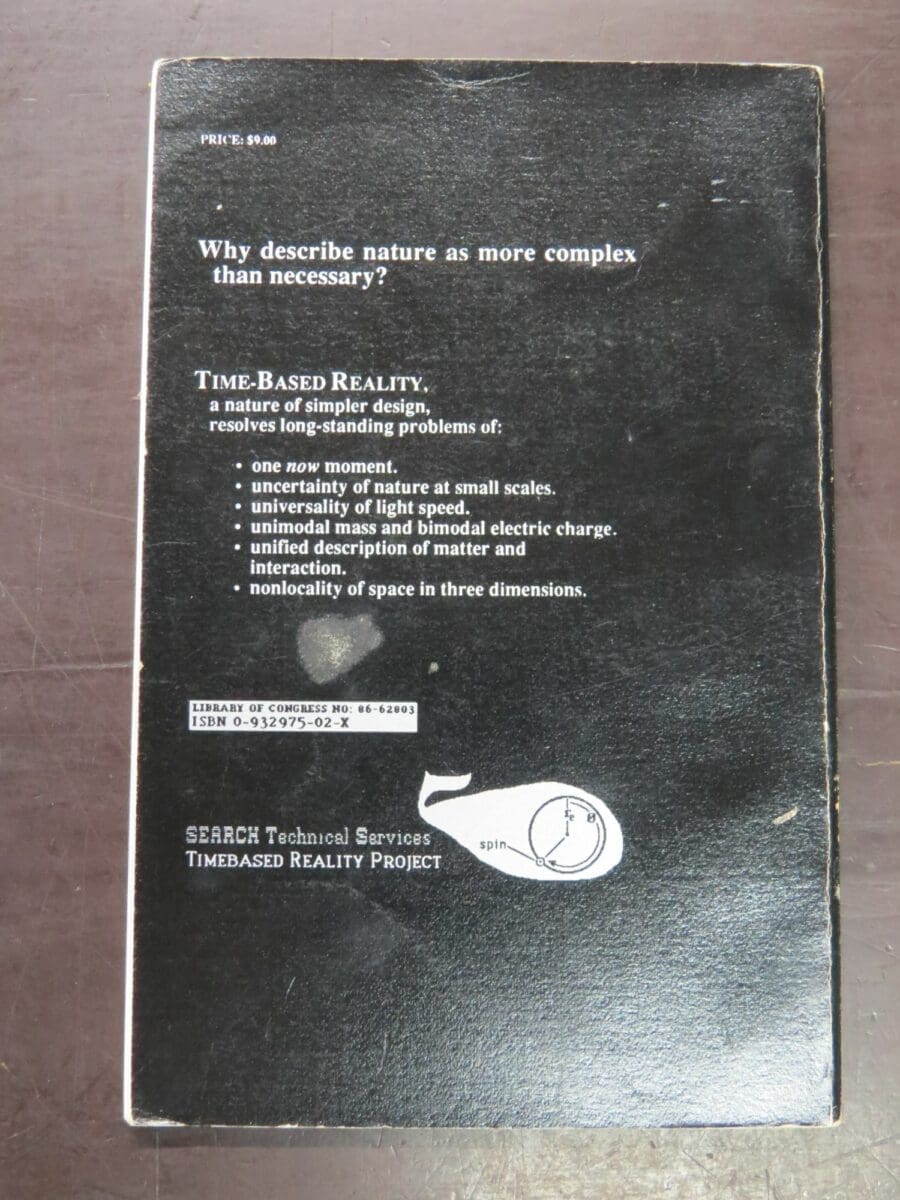 PRICE: $9.00
Why describe nature as more complex
than necessary?
TIME-BASED REALITY,
a nature of simpler design,
resolves long-standing problems of:
• one now moment.
• uncertainty of nature at small scales.
• universality of light speed.
• unimodal mass and bimodal electric charge.
• unified description of matter and
interaction.
• nonlocality of space in three dimensions.
LIBRARY OF CONGRESS NO: 86-62803
ISBN 0-932975-02-X
SEARCH Technical Services
TIMEBASED REALITY PROJECT
spin